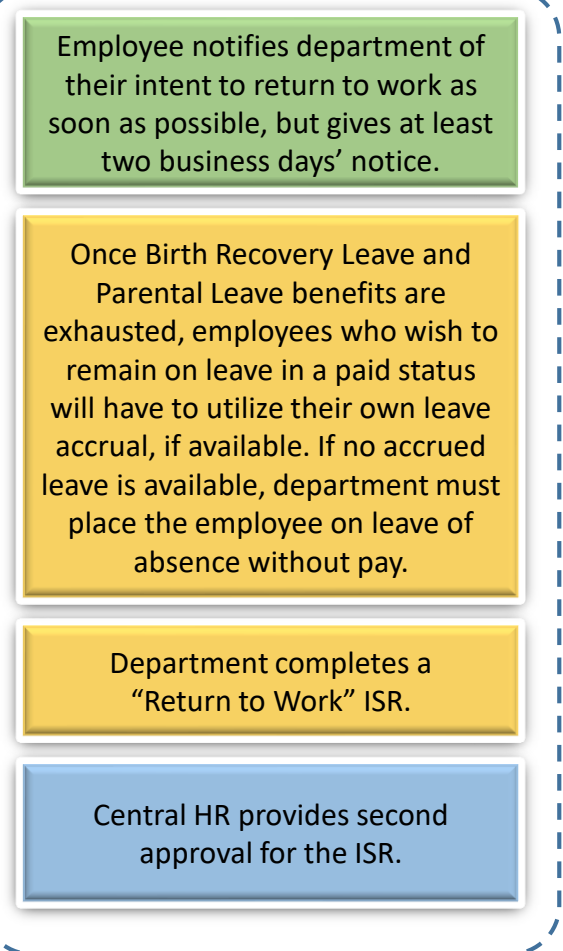 Employee notifies department of
their intent to return to work as
soon as possible, but gives at least
two business days’ notice.
Once Birth Recovery Leave and
Parental Leave benefits are
exhausted, employees who wish to
remain on leave in a paid status
will have to utilize their own leave
accrual, if available. If no accrued
leave is available, department must
place the employee on leave of
absence without pay.
Department completes a
“Return to Work” ISR.
Central HR provides second
approval for the ISR.